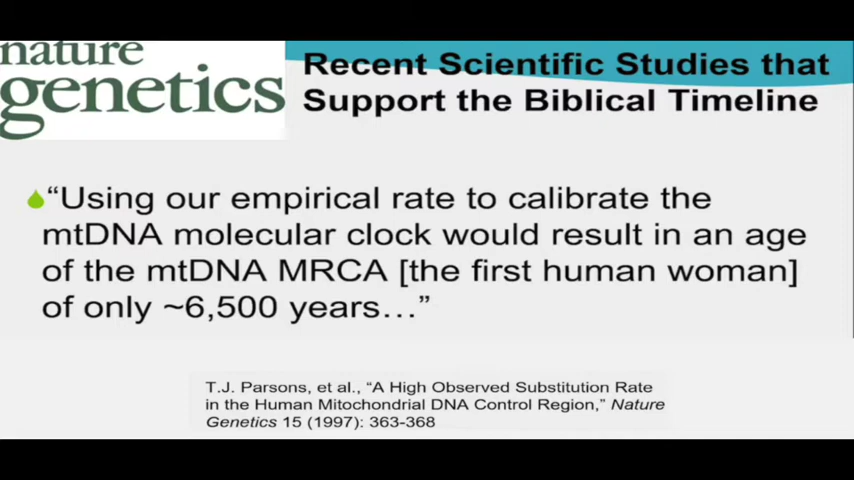 nature
genetics
Recent Scientific Studies that
Support the Biblical Timeline
“Using our empirical rate to calibrate the
mtDNA molecular clock would result in an age
of the mtDNA MRCA [the first human woman]
of only ~6,500 years…”
T.J. Parsons, et al., “A High Observed Substitution Rate
in the Human Mitochondrial DNA Control Region,” Nature
Genetics 15 (1997): 363-368